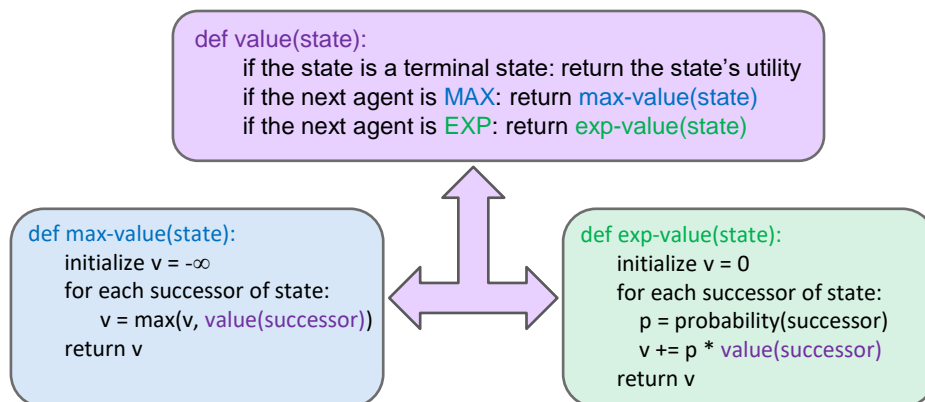 def value(state):
if the state is a terminal state: return the state's utility
if the next agent is MAX: return max-value(state)
if the next agent is EXP: return exp-value(state)
def max-value(state):
initialize v = -∞
for each successor of state:
v = max(v, value(successor))
return v
def exp-value(state):
initialize v = 0
for each successor of state:
p = probability(successor)
v += p * value(successor)
return v